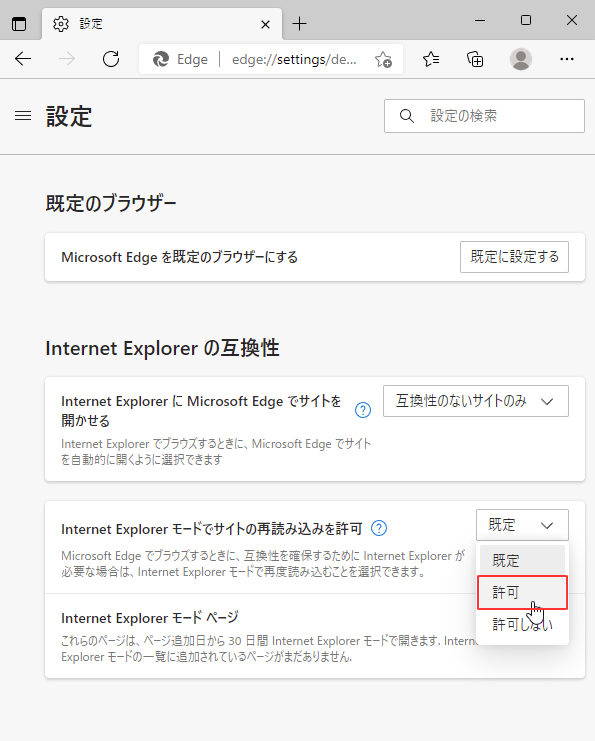 設定
Edge | edge://settings/de...
設定
設定の検索
既定のブラウザー
Microsoft Edge を既定のブラウザーにする
既定に設定する
Internet Explorer の互換性
Internet Explorer に Microsoft Edge でサイトを
開かせる
互換性のないサイトのみ
Internet Explorer でブラウズするときに、Microsoft Edge でサイト
を自動的に開くように選択できます
Internet Explorer モードでサイトの再読み込みを許可
既定
Microsoft Edge でブラウズするときに、互換性を確保するために Internet Explorer が
必要な場合は、Internet Explorer モードで再度読み込むことを選択できます。
既定
許可
許可しない
Internet Explorer モード ページ
これらのページは、ページ追加日から 30 日間 Internet Explorer モードで開きます. Intern
Explorer モードの一覧に追加されているページがまだありません.